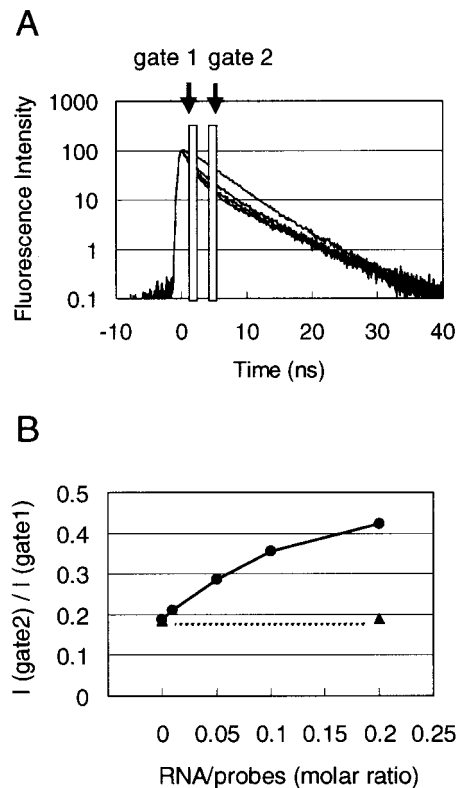 A
gate 1 gate 2
Fluorescence Intensity
1000
100
10
1
0.1
-10 0 10 20 30 40
Time (ns)
B
I (gate2) / I (gate1)
0.5
0.4
0.3
0.2
0.1
0
0 0.05 0.1 0.15 0.2 0.25
RNA/probes (molar ratio)